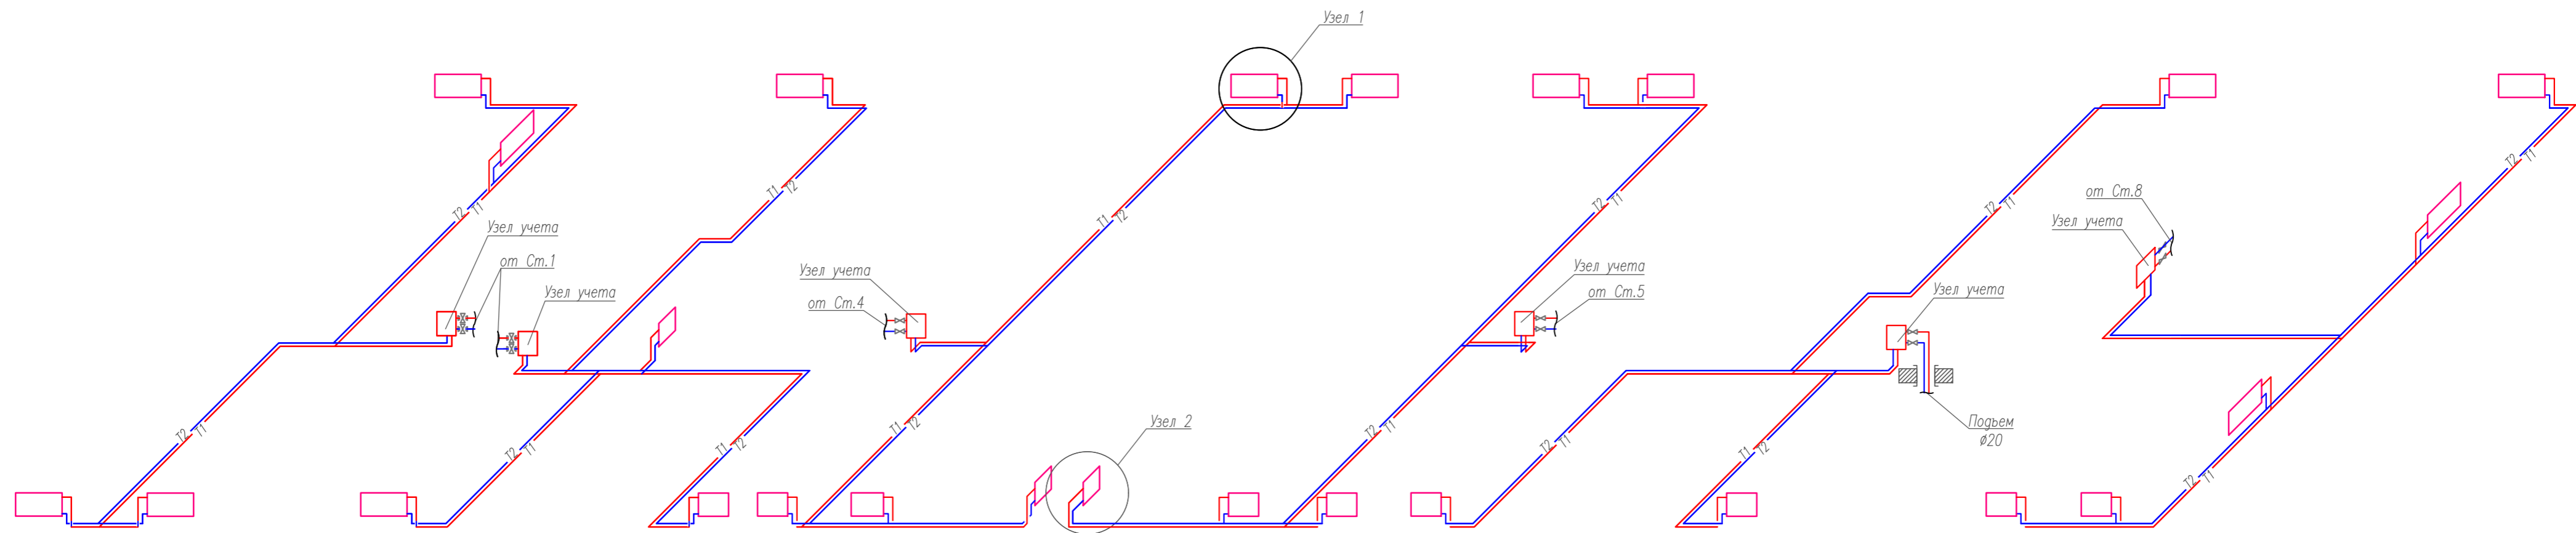 Узел 1
от Ст.8
Узел учета
Т1
Т2
Т2
Т1
Т2
Т1
Т2
Т1
Т2
Т1
Т1
Т2
Узел учета
от Ст.1
Узел учета
Узел учета
от Ст.4
Узел учета
от Ст.5
Узел учета
Подъем
ø20
Узел 2
Т2
Т1
Т2
Т1
Т1
Т2
Т1
Т2
Т2
Т1
Т2
Т1
Т1
Т2
Т2
Т1